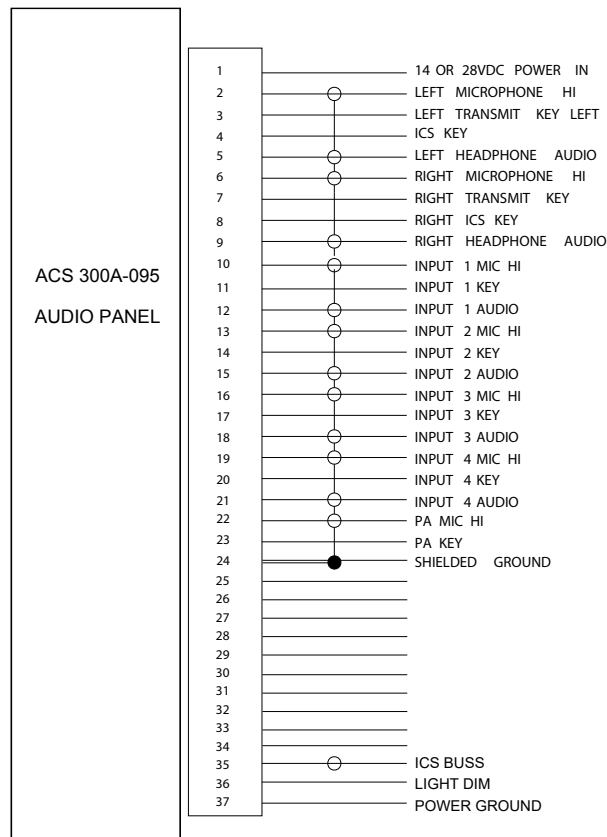 ACS 300A-095
AUDIO PANEL
1 14 OR 28VDC POWER IN
2 LEFT MICROPHONE HI
3 LEFT TRANSMIT KEY LEFT
4 ICS KEY
5 LEFT HEADPHONE AUDIO
6 RIGHT MICROPHONE HI
7 RIGHT TRANSMIT KEY
8 RIGHT ICS KEY
9 RIGHT HEADPHONE AUDIO
10 INPUT 1 MIC HI
11 INPUT 1 KEY
12 INPUT 1 AUDIO
13 INPUT 2 MIC HI
14 INPUT 2 KEY
15 INPUT 2 AUDIO
16 INPUT 3 MIC HI
17 INPUT 3 KEY
18 INPUT 3 AUDIO
19 INPUT 4 MIC HI
20 INPUT 4 KEY
21 INPUT 4 AUDIO
22 PA MIC HI
23 PA KEY
24 SHIELDED GROUND
25
26
27
28
29
30
31
32
33
34
35 ICS BUSS
36 LIGHT DIM
37 POWER GROUND